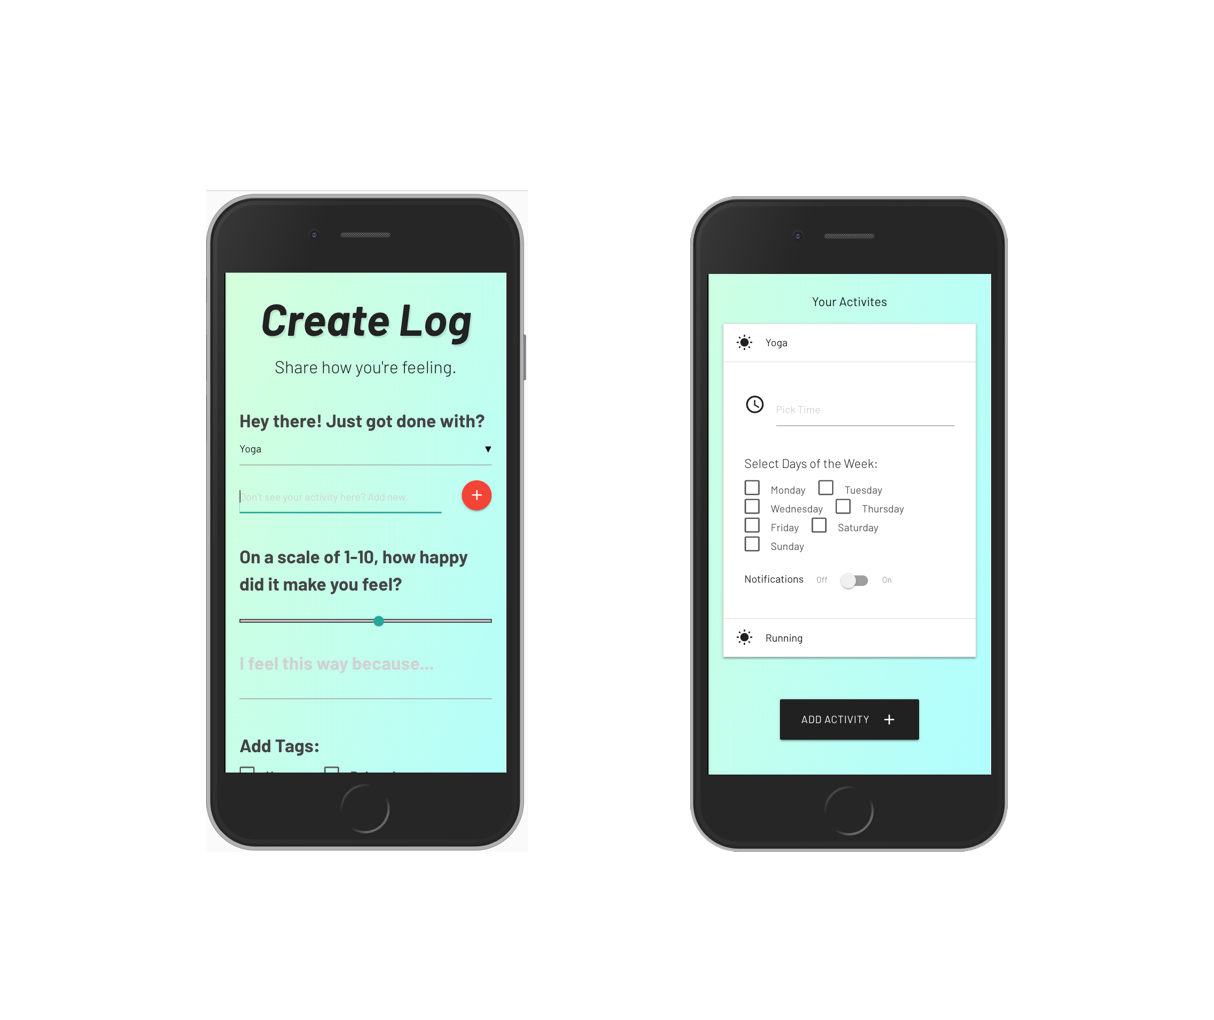 Create Log
Share how you're feeling.
Hey there! Just got done with?
Yoga
Don't see your activity here? Add new.
On a scale of 1-10, how happy
did it make you feel?
I feel this way because...
Add Tags:
Your Activites
Yoga
Pick Time
Select Days of the Week:
Monday Tuesday
Wednesday Thursday
Friday Saturday
Sunday
Notifications Off On
Running
ADD ACTIVITY +